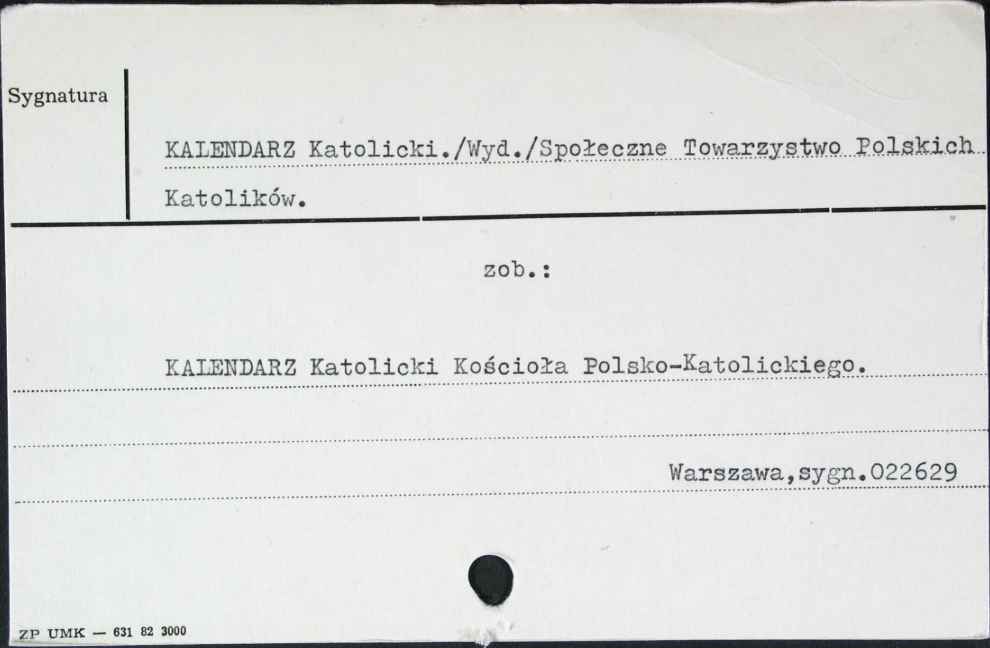 Sygnatura
KALENDARZ Katolicki./Wyd./Społeczne Towarzystwo Polskich
Katolików.
zob.:
KALENDARZ Katolicki Kościoła Polsko-Katolickiego.
Warszawa,sygn.022629
ZP UMK — 631 82 3000